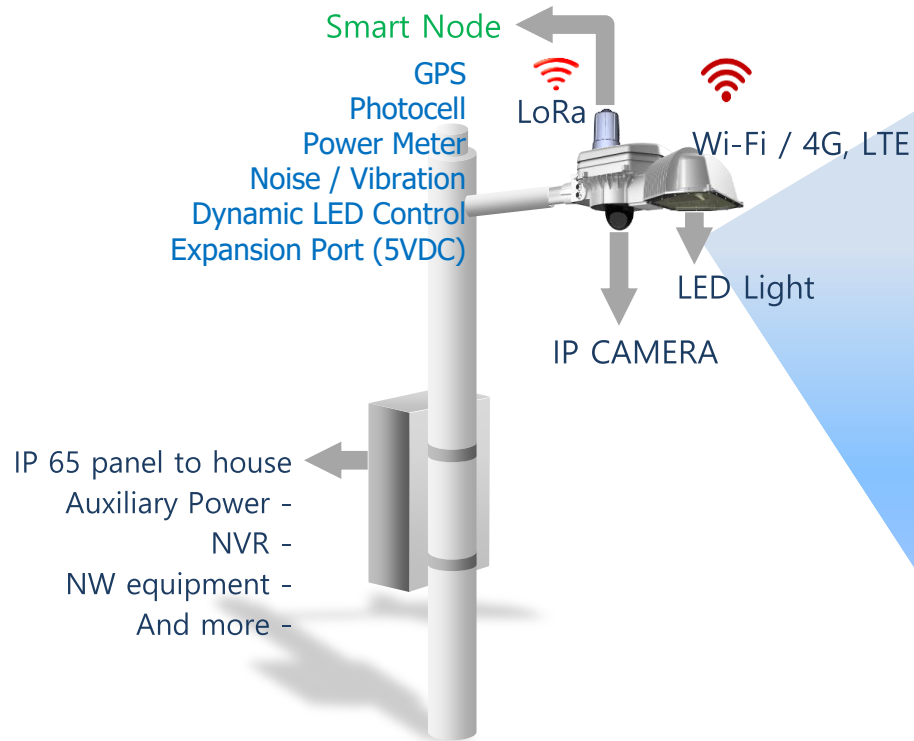 Smart Node
GPS
Photocell
Power Meter
Noise / Vibration
Dynamic LED Control
Expansion Port (5VDC)
LoRa
Wi-Fi / 4G, LTE
LED Light
IP CAMERA
IP 65 panel to house
Auxiliary Power -
NVR -
NW equipment -
And more -